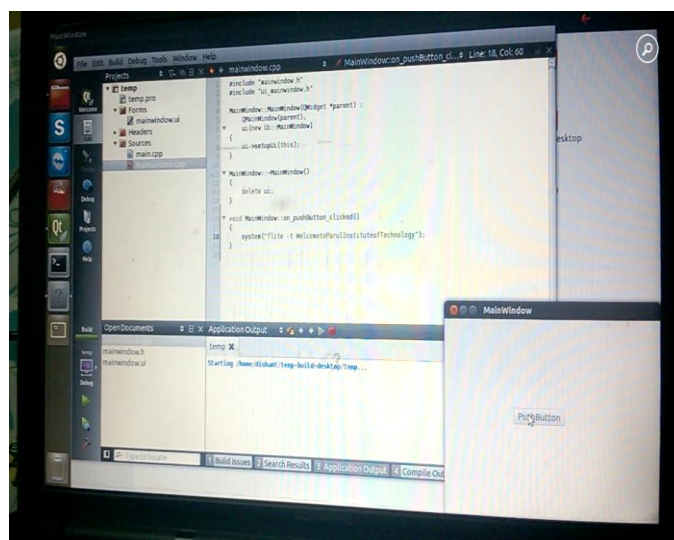 MainWindow
File Edit Build Debug Tools Window Help
Projects
mainwindow.cpp
MainWindow::on_pushButton_cl...
Line: 18, Col: 60
temp
temp.pro
Forms
mainwindow.ui
Headers
Sources
main.cpp
mainwindow.cpp
Welcome
Edit
Debug
Projects
Help
#include "mainwindow.h"
#include "ui_mainwindow.h"
MainWindow::MainWindow(QWidget *parent) :
QMainWindow(parent),
ui(new Ui::MainWindow)
{
ui->setupUi(this);
}
MainWindow::~MainWindow()
{
delete ui;
}
void MainWindow::on_pushButton_clicked()
{
system("flite -t WelcometoParulInstituteofTechnology");
}
18
esktop
Build
temp
Debug
Open Documents
mainwindow.h
mainwindow.ui
Application Output
temp
Starting /home/dishant/temp-build-desktop/temp...
MainWindow
PushButton
Type to locate
1 Build Issues
2 Search Results
3 Application Output
4 Compile Out